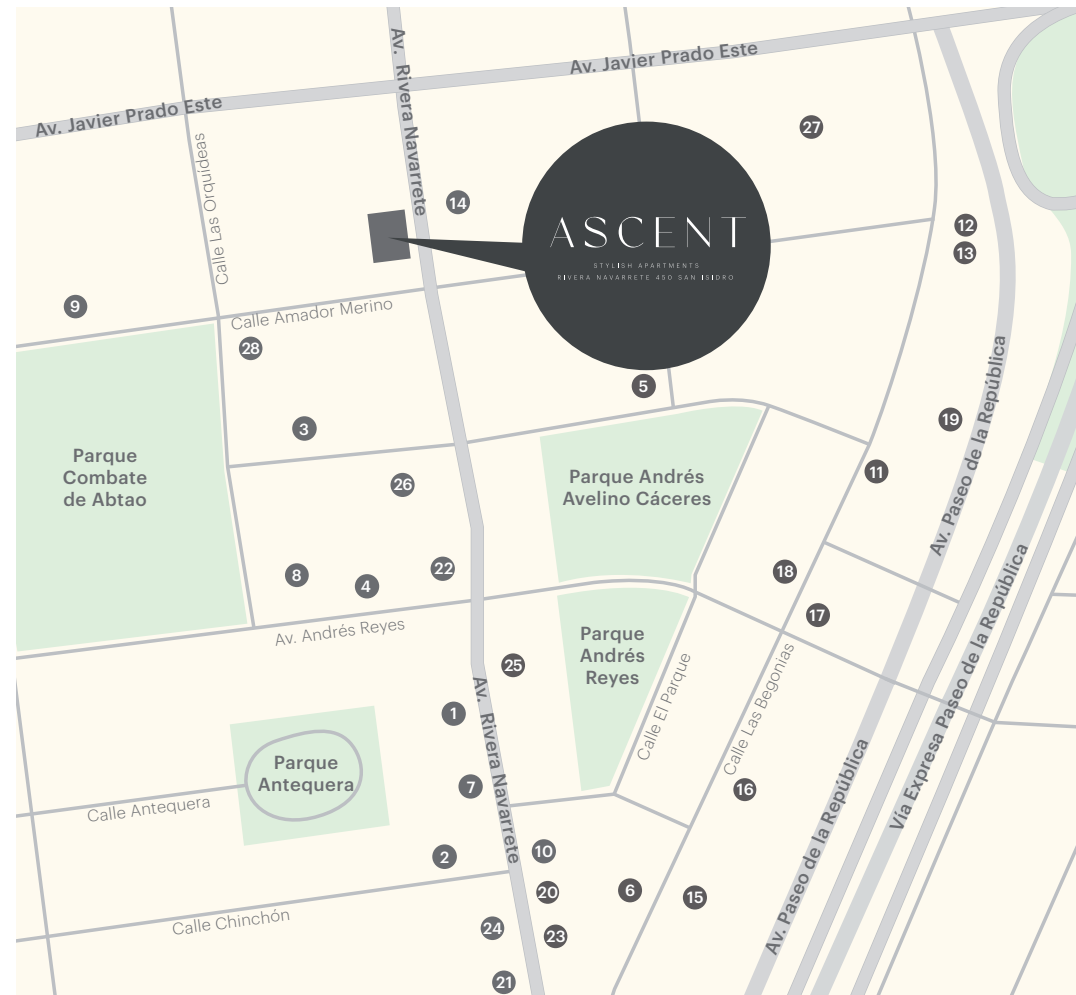 Av. Javier Prado Este
Av. Rivera Navarrete
Av. Javier Prado Este
27
Calle Las Orquídeas
14
ASCENT
STYLISH APARTMENTS
RIVERA NAVARRETE 450 SAN ISIDRO
12
13
9
Calle Amador Merino
28
5
3
19
Av. Paseo de la República
Parque
Combate
de Abtao
26
Parque Andrés
Avelino Cáceres
11
8
4
22
18
17
Av. Andrés Reyes
Parque
Andrés
Reyes
25
1
Av. Rivera Navarrete
Calle El Parque
Calle Las Begonias
Vía Expresa Paseo de la República
Parque
Antequera
7
16
Calle Antequera
2
10
20
6
15
Av. Paseo de la República
Calle Chinchón
24
23
21